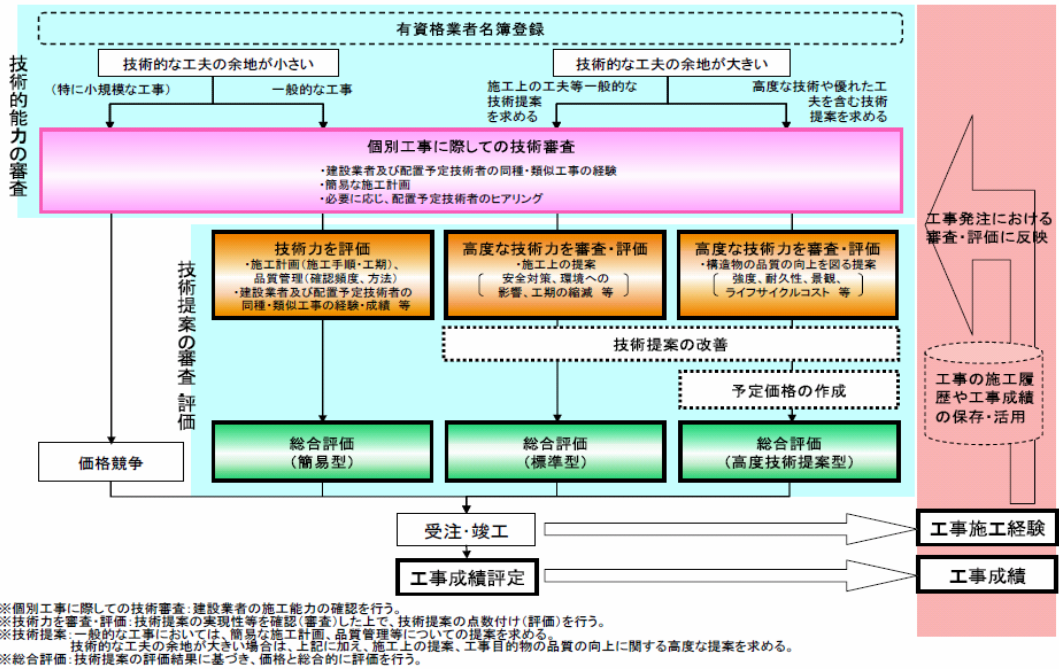 有資格業者名簿登録
技術的能力の審査
技術的な工夫の余地が小さい
技術的な工夫の余地が大きい
(特に小規模な工事)
一般的な工事
施工上の工夫等一般的な
技術提案
を求める
高度な技術や優れた工
夫を含む技術
提案を求める
個別工事に際しての技術審査
・建設業者及び配置予定技術者の同種・類似工事の経験
・簡易な施工計画
・必要に応じ、配置予定技術者のヒアリング
工事発注における
審査・評価に反映
技術提案の審査 評価
技術力を評価
・施工計画(施工手順・工期)、
品質管理(確認頻度、方法)
・建設業者及び配置予定技術者の
同種・類似工事の経験・成績 等
高度な技術力を審査・評価
・施工上の提案
安全対策、環境への
影響、工期の縮減 等
高度な技術力を審査・評価
・構造物の品質の向上を図る提案
強度、耐久性、景観、
ライフサイクルコスト 等
技術提案の改善
予定価格の作成
工事の施工履
歴や工事成績
の保存・活用
価格競争
総合評価
(簡易型)
総合評価
(標準型)
総合評価
(高度技術提案型)
受注・竣工
工事施工経験
工事成績評定
工事成績
※個別工事に際しての技術審査:建設業者の施工能力の確認を行う。
※技術力を審査・評価:技術提案の実現性等を確認(審査)した上で、技術提案の点数付け(評価)を行う。
※技術提案:一般的な工事においては、簡易な施工計画、品質管理等についての提案を求める。
技術的な工夫の余地が大きい場合は、上記に加え、施工上の提案、工事目的物の品質の向上に関する高度な提案を求める。
※総合評価:技術提案の評価結果に基づき、価格と総合的に評価を行う。